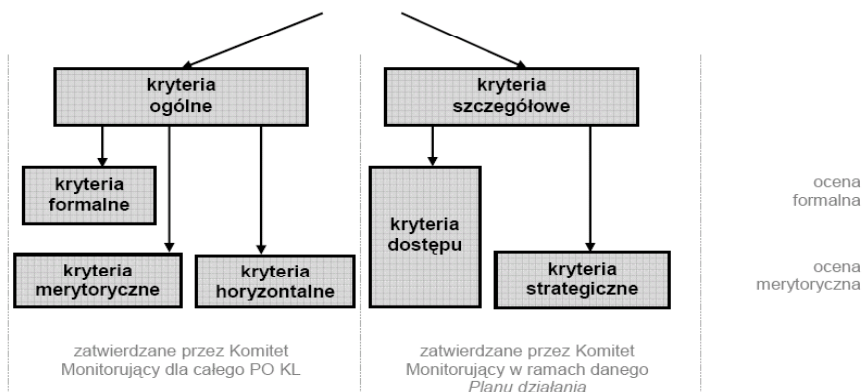 kryteria
ogólne
kryteria
szczegółowe
kryteria
formalne
kryteria
merytoryczne
kryteria
horyzontalne
kryteria
dostępu
kryteria
strategiczne
ocena
formalna
ocena
merytoryczna
zatwierdzane przez Komitet
Monitorujący dla całego PO KL
zatwierdzane przez Komitet
Monitorujący w ramach danego
Planu działania